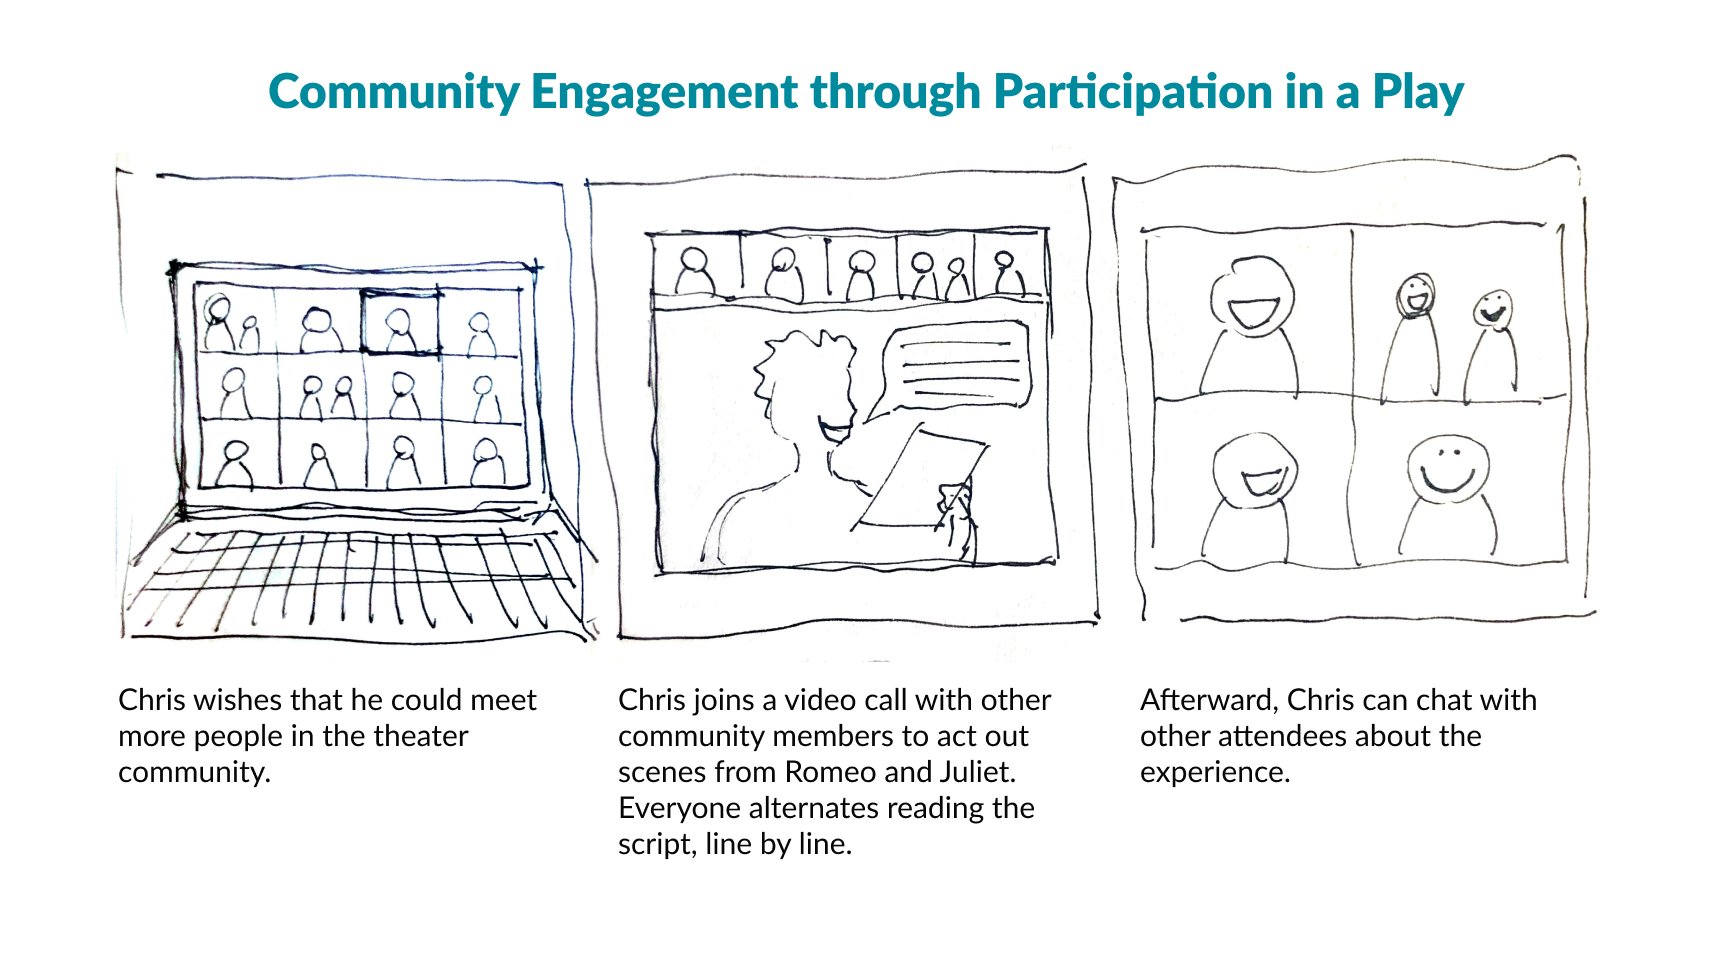 Community Engagement through Participation in a Play
Chris wishes that he could meet
more people in the theater
community.
Chris joins a video call with other
community members to act out
scenes from Romeo and Juliet.
Everyone alternates reading the
script, line by line.
Afterward, Chris can chat with
other attendees about the
experience.